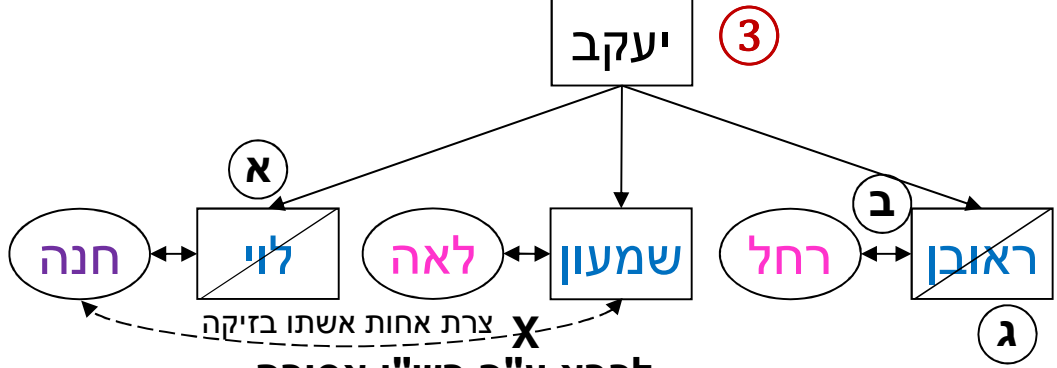 יעקב
3
א
ב
ראובן
רחל
שמעון
לאה
לוי
חנה
צרת אחות אשתו בזיקה
X
ג